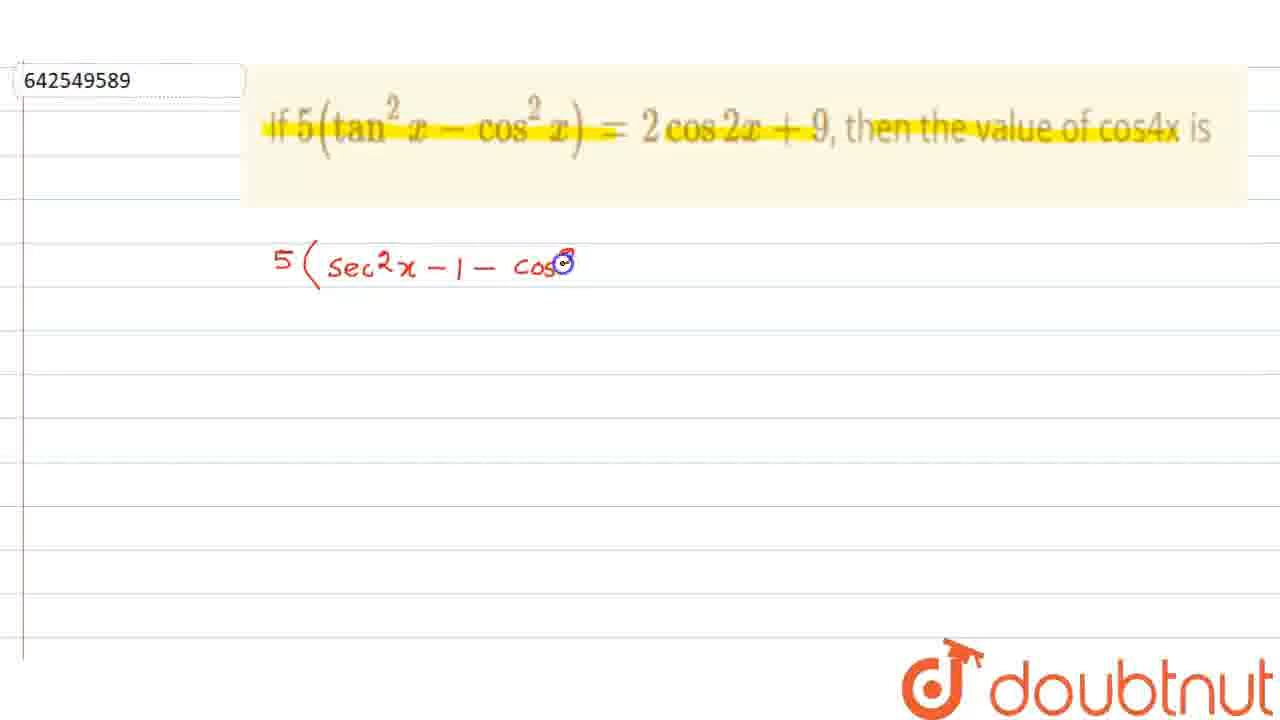 642549589
If 5(tan² x − cos² x) = 2 cos 2x + 9, then the value of cos4x is
5 ( sec²x − 1 − cos²
doubtnut